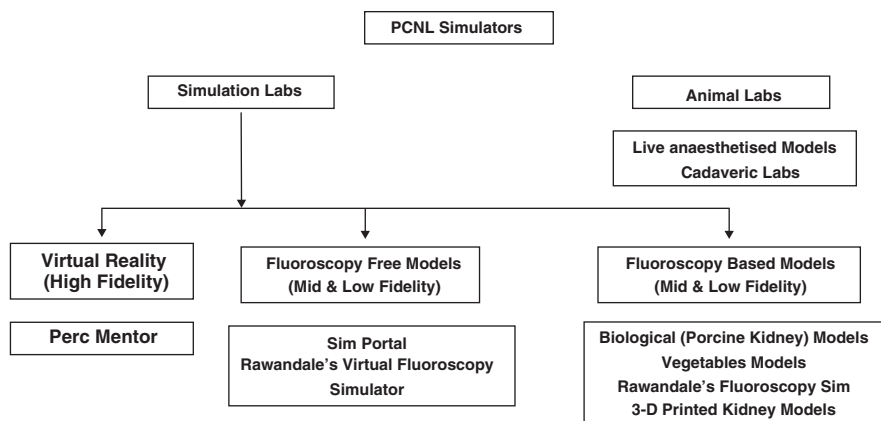 PCNL Simulators
Simulation Labs
Animal Labs
Live anaesthetised Models
Cadaveric Labs
Virtual Reality
(High Fidelity)
Fluoroscopy Free Models
(Mid & Low Fidelity)
Fluoroscopy Based Models
(Mid & Low Fidelity)
Perc Mentor
Sim Portal
Rawandale's Virtual Fluoroscopy
Simulator
Biological (Porcine Kidney) Models
Vegetables Models
Rawandale's Fluoroscopy Sim
3-D Printed Kidney Models